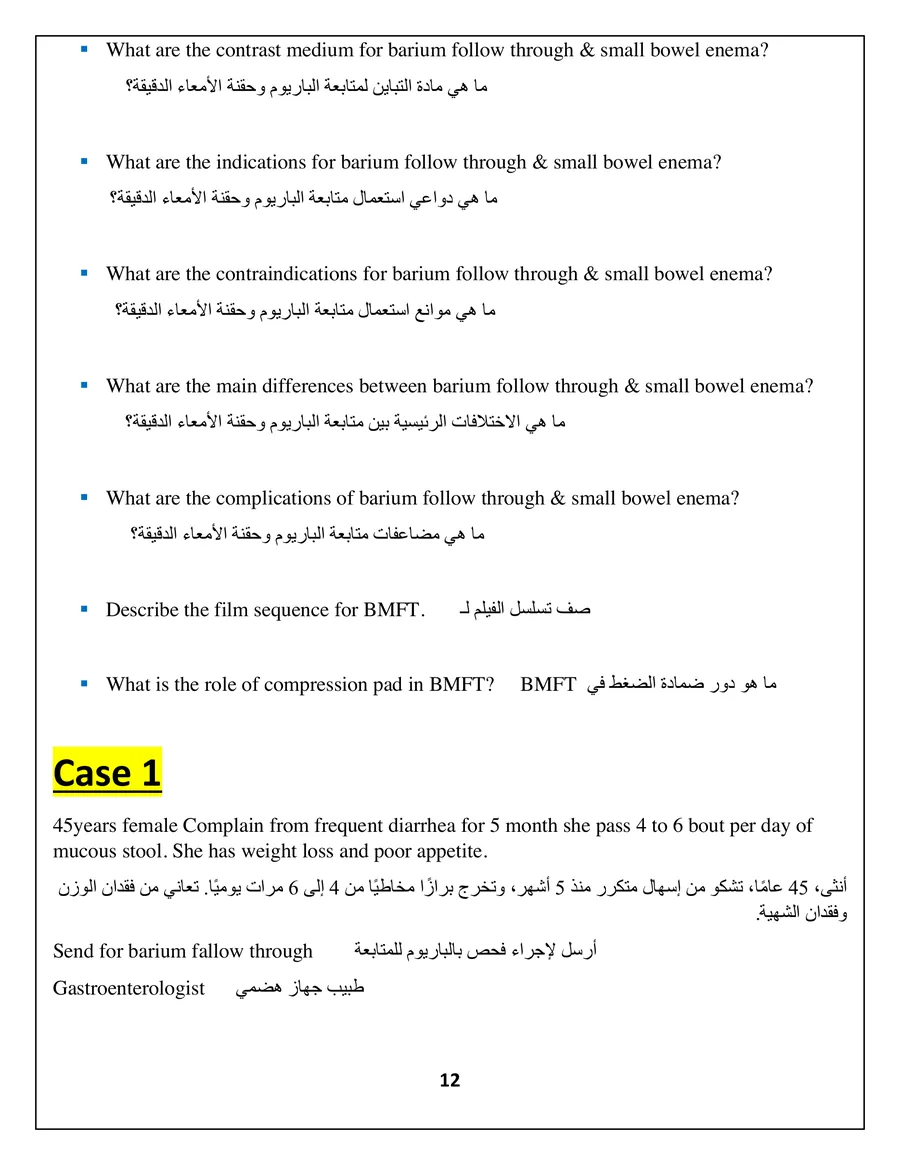 ▪ What are the contrast medium for barium follow through & small bowel enema?
ما هي مادة التباين لمتابعة الباريوم وحقنة الأمعاء الدقيقة؟
▪ What are the indications for barium follow through & small bowel enema?
ما هي دواعي استعمال متابعة الباريوم وحقنة الأمعاء الدقيقة؟
▪ What are the contraindications for barium follow through & small bowel enema?
ما هي موانع استعمال متابعة الباريوم وحقنة الأمعاء الدقيقة؟
▪ What are the main differences between barium follow through & small bowel enema?
ما هي الاختلافات الرئيسية بين متابعة الباريوم وحقنة الأمعاء الدقيقة؟
▪ What are the complications of barium follow through & small bowel enema?
ما هي مضاعفات متابعة الباريوم وحقنة الأمعاء الدقيقة؟
▪ Describe the film sequence for BMFT. صف تسلسل الفيلم لـ
▪ What is the role of compression pad in BMFT? ما هو دور ضمادة الضغط في BMFT
Case 1
45years female Complain from frequent diarrhea for 5 month she pass 4 to 6 bout per day of
mucous stool. She has weight loss and poor appetite.
أنثى، 45 عامًا، تشكو من إسهال متكرر منذ 5 أشهر، وتخرج برازًا مخاطيًا من 4 إلى 6 مرات يوميًا. تعاني من فقدان الوزن
وفقدان الشهية.
Send for barium fallow through أرسل لإجراء فحص بالباريوم للمتابعة
Gastroenterologist طبيب جهاز هضمي
12